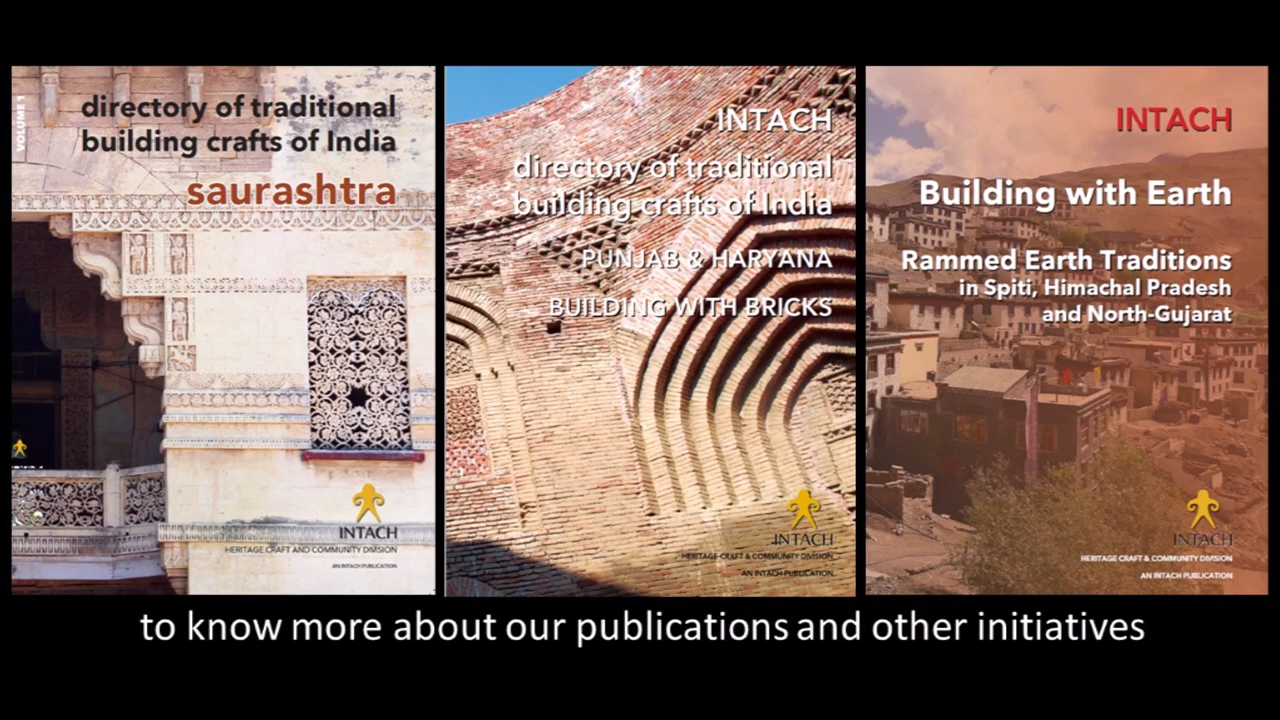 VOLUME 1
directory of traditional
building crafts of India
saurashtra
INTACH
HERITAGE CRAFT AND COMMUNITY DIVISION
AN INTACH PUBLICATION
INTACH
directory of traditional
building crafts of India
PUNJAB & HARYANA
BUILDING WITH BRICKS
INTACH
HERITAGE CRAFT & COMMUNITY DIVISION
AN INTACH PUBLICATION
INTACH
Building with Earth
Rammed Earth Traditions
in Spiti, Himachal Pradesh
and North-Gujarat
INTACH
HERITAGE CRAFT & COMMUNITY DIVISION
AN INTACH PUBLICATION
to know more about our publications and other initiatives